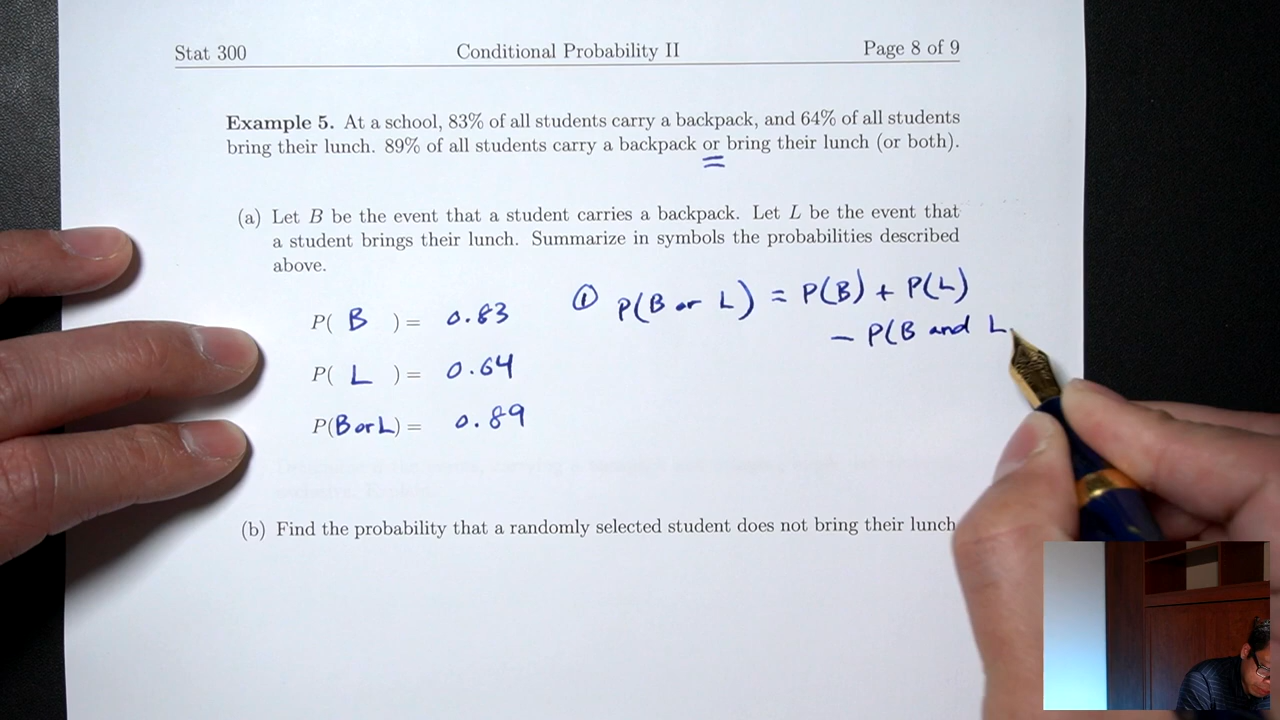 Stat 300 Conditional Probability II Page 8 of 9
Example 5. At a school, 83% of all students carry a backpack, and 64% of all students
bring their lunch. 89% of all students carry a backpack or bring their lunch (or both).
(a) Let B be the event that a student carries a backpack. Let L be the event that
a student brings their lunch. Summarize in symbols the probabilities described
above.
P( B ) = 0.83
P( L ) = 0.64
P(B or L) = 0.89
① P(B or L) = P(B) + P(L)
− P(B and L
(b) Find the probability that a randomly selected student does not bring their lunch